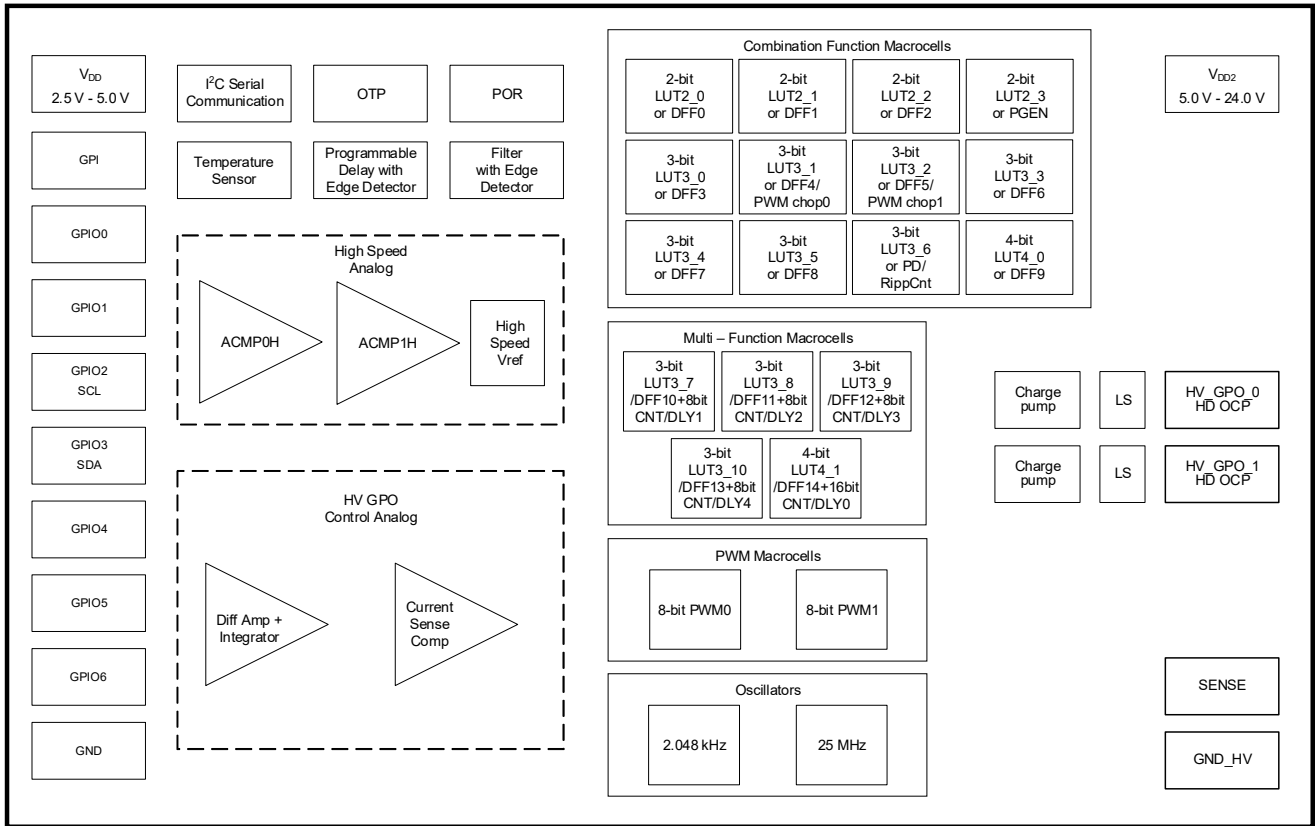 V_DD
2.5 V - 5.0 V
GPI
GPIO0
GPIO1
GPIO2
SCL
GPIO3
SDA
GPIO4
GPIO5
GPIO6
GND
I²C Serial
Communication
OTP
POR
Temperature
Sensor
Programmable
Delay with
Edge Detector
Filter
with Edge
Detector
High Speed
Analog
ACMP0H
ACMP1H
High
Speed
Vref
HV GPO
Control Analog
Diff Amp +
Integrator
Current
Sense
Comp
Combination Function Macrocells
2-bit
LUT2_0
or DFF0
2-bit
LUT2_1
or DFF1
2-bit
LUT2_2
or DFF2
2-bit
LUT2_3
or PGEN
3-bit
LUT3_0
or DFF3
3-bit
LUT3_1
or DFF4/
PWM chop0
3-bit
LUT3_2
or DFF5/
PWM chop1
3-bit
LUT3_3
or DFF6
3-bit
LUT3_4
or DFF7
3-bit
LUT3_5
or DFF8
3-bit
LUT3_6
or PD/
RippCnt
4-bit
LUT4_0
or DFF9
Multi – Function Macrocells
3-bit
LUT3_7
/DFF10+8bit
CNT/DLY1
3-bit
LUT3_8
/DFF11+8bit
CNT/DLY2
3-bit
LUT3_9
/DFF12+8bit
CNT/DLY3
3-bit
LUT3_10
/DFF13+8bit
CNT/DLY4
4-bit
LUT4_1
/DFF14+16bit
CNT/DLY0
PWM Macrocells
8-bit PWM0
8-bit PWM1
Oscillators
2.048 kHz
25 MHz
V_DD2
5.0 V - 24.0 V
Charge
pump
LS
HV_GPO_0
HD OCP
Charge
pump
LS
HV_GPO_1
HD OCP
SENSE
GND_HV